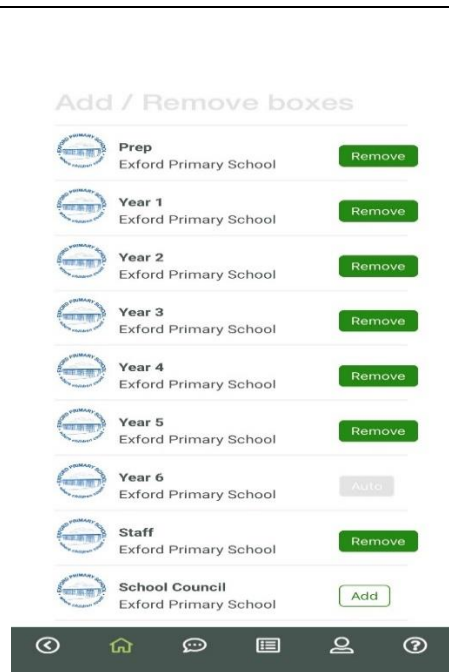 Add / Remove boxes
Prep
Exford Primary School
Remove
Year 1
Exford Primary School
Remove
Year 2
Exford Primary School
Remove
Year 3
Exford Primary School
Remove
Year 4
Exford Primary School
Remove
Year 5
Exford Primary School
Remove
Year 6
Exford Primary School
Auto
Staff
Exford Primary School
Remove
School Council
Exford Primary School
Add